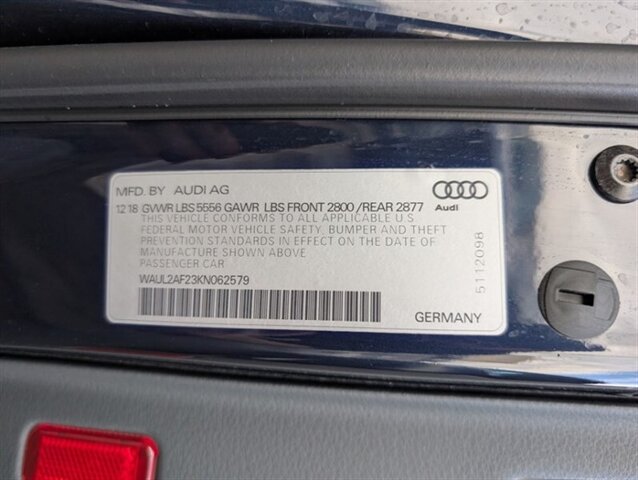 MFD. BY AUDI AG
12 18 GVWR LBS 5556 GAWR LBS FRONT 2800 /REAR 2877
THIS VEHICLE CONFORMS TO ALL APPLICABLE U.S.
FEDERAL MOTOR VEHICLE SAFETY, BUMPER AND THEFT
PREVENTION STANDARDS IN EFFECT ON THE DATE OF
MANUFACTURE SHOWN ABOVE
PASSENGER CAR
WAUL2AF23KN062579
Audi
5112098
GERMANY